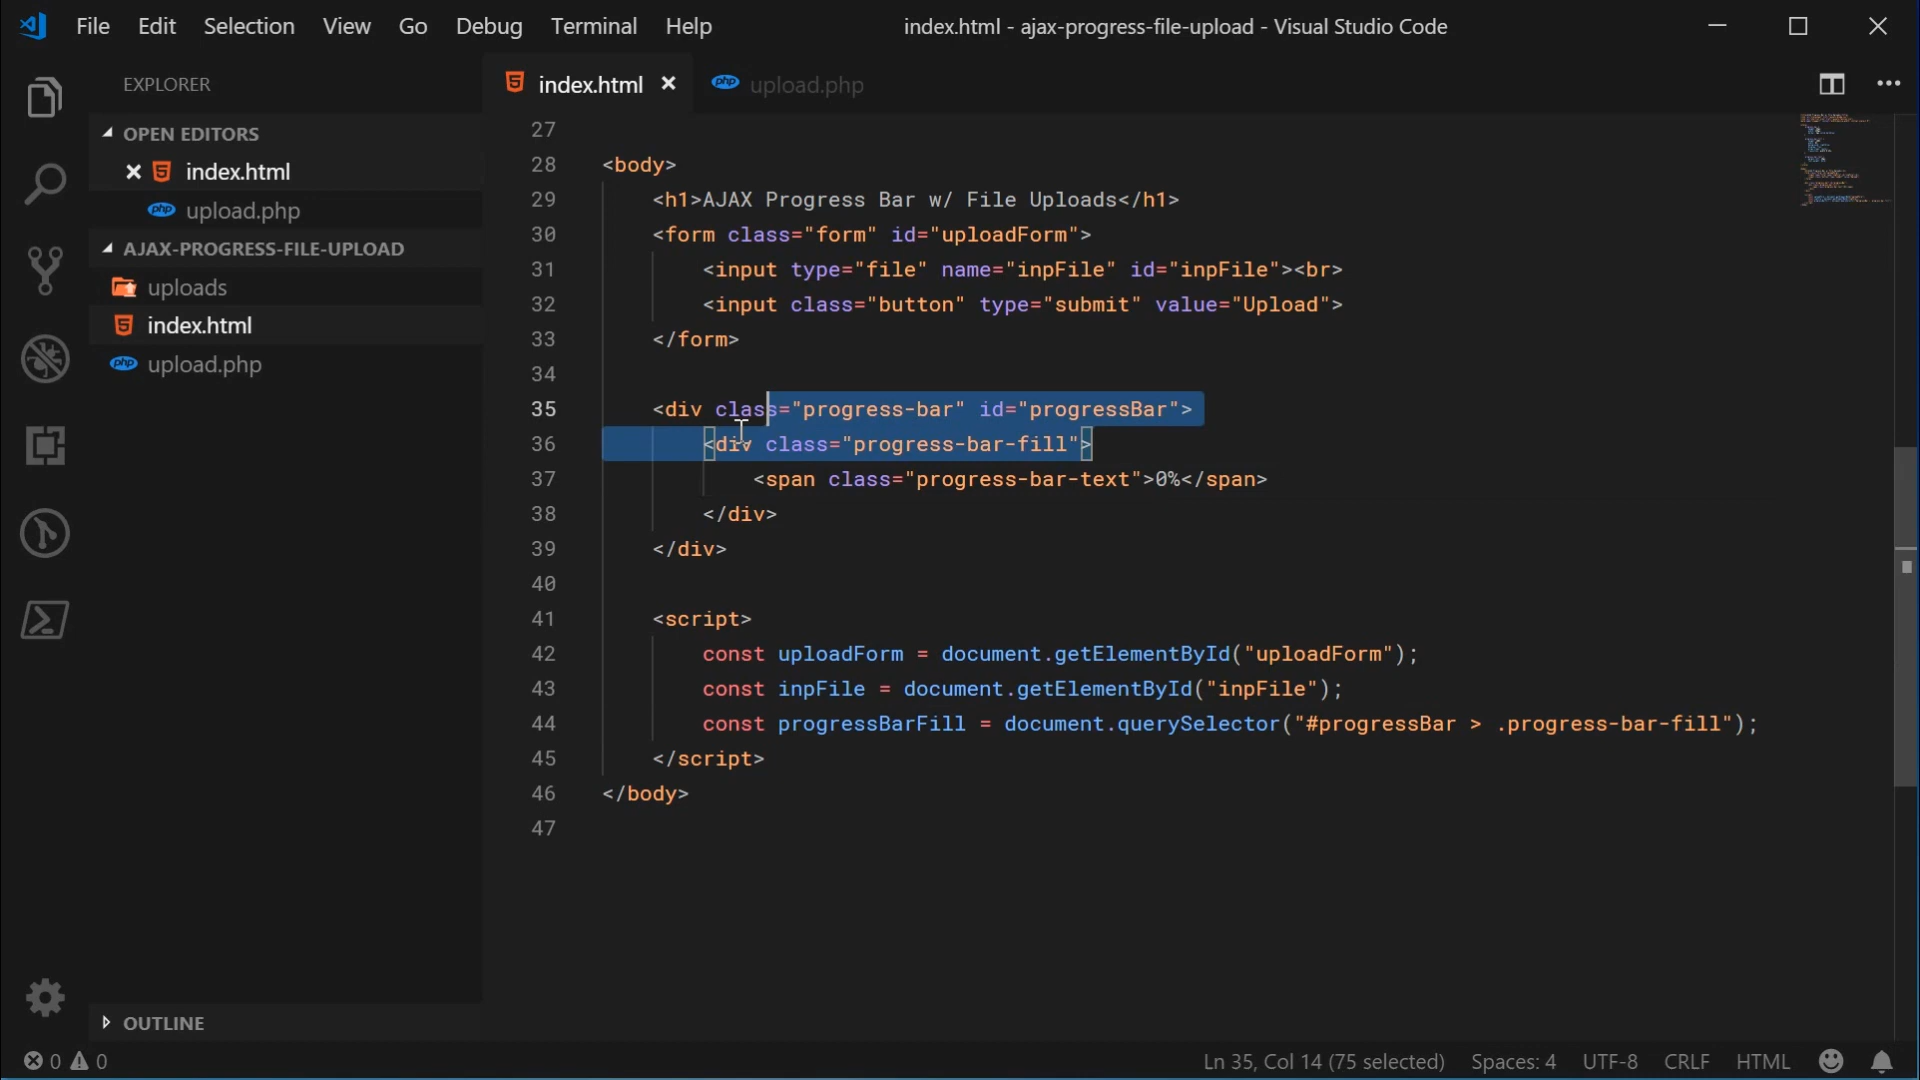 File Edit Selection View Go Debug Terminal Help
index.html - ajax-progress-file-upload - Visual Studio Code
EXPLORER
OPEN EDITORS
index.html
upload.php
AJAX-PROGRESS-FILE-UPLOAD
uploads
index.html
upload.php
OUTLINE
index.html
upload.php
27
28 <body>
29 <h1>AJAX Progress Bar w/ File Uploads</h1>
30 <form class="form" id="uploadForm">
31 <input type="file" name="inpFile" id="inpFile"><br>
32 <input class="button" type="submit" value="Upload">
33 </form>
34
35 <div class="progress-bar" id="progressBar">
36 <div class="progress-bar-fill">
37 <span class="progress-bar-text">0%</span>
38 </div>
39 </div>
40
41 <script>
42 const uploadForm = document.getElementById("uploadForm");
43 const inpFile = document.getElementById("inpFile");
44 const progressBarFill = document.querySelector("#progressBar > .progress-bar-fill");
45 </script>
46 </body>
47
0 0
Ln 35, Col 14 (75 selected) Spaces: 4 UTF-8 CRLF HTML